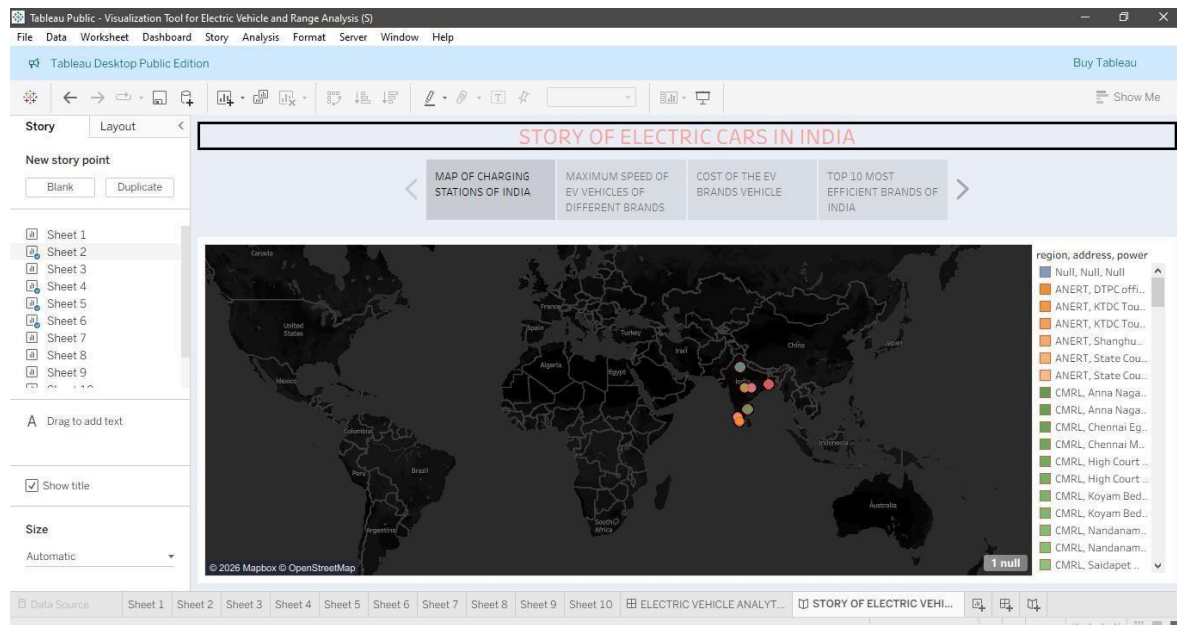 Tableau Public - Visualization Tool for Electric Vehicle and Range Analysis (S)
File Data Worksheet Dashboard Story Analysis Format Server Window Help
Tableau Desktop Public Edition
Buy Tableau
Show Me
Story Layout
New story point
Blank Duplicate
Sheet 1
Sheet 2
Sheet 3
Sheet 4
Sheet 5
Sheet 6
Sheet 7
Sheet 8
Sheet 9
A Drag to add text
Show title
Size
Automatic
STORY OF ELECTRIC CARS IN INDIA
MAP OF CHARGING
STATIONS OF INDIA
MAXIMUM SPEED OF
EV VEHICLES OF
DIFFERENT BRANDS
COST OF THE EV
BRANDS VEHICLE
TOP 10 MOST
EFFICIENT BRANDS OF
INDIA
Canada
United
States
Mexico
Colombia
Peru
Brazil
Argentina
France
Spain
Turkey
Algeria
Egypt
Iran
India
China
Japan
Indonesia
South
Africa
Australia
© 2026 Mapbox © OpenStreetMap
1 null
region, address, power
Null, Null, Null
ANERT, DTPC offi..
ANERT, KTDC Tou..
ANERT, KTDC Tou..
ANERT, Shanghu..
ANERT, State Cou..
ANERT, State Cou..
CMRL, Anna Naga..
CMRL, Anna Naga..
CMRL, Chennai Eg..
CMRL, Chennai M..
CMRL, High Court ..
CMRL, High Court ..
CMRL, Koyam Bed..
CMRL, Koyam Bed..
CMRL, Nandanam..
CMRL, Nandanam..
CMRL, Saidapet ..
Data Source Sheet 1 Sheet 2 Sheet 3 Sheet 4 Sheet 5 Sheet 6 Sheet 7 Sheet 8 Sheet 9 Sheet 10 ELECTRIC VEHICLE ANALYT... STORY OF ELECTRIC VEHI...